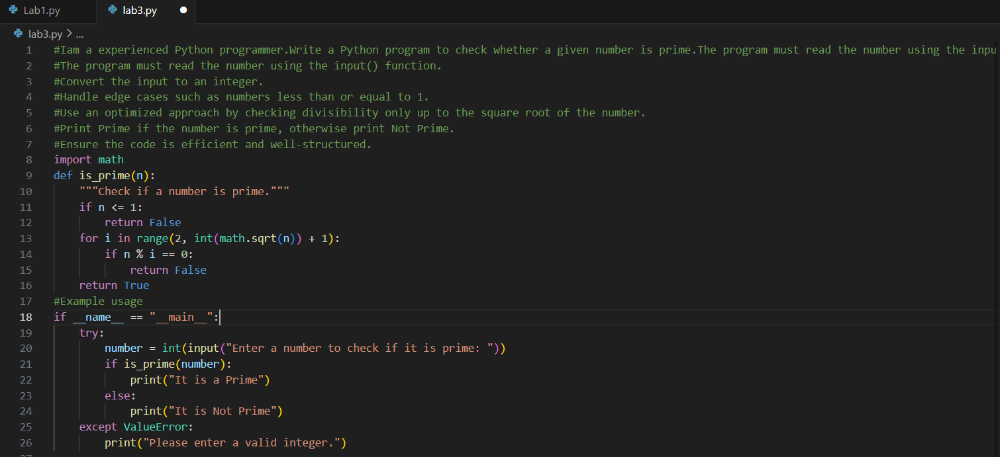 Lab1.py lab3.py
lab3.py > ...
1 #Iam a experienced Python programmer.Write a Python program to check whether a given number is prime.The program must read the number using the inpu
2 #The program must read the number using the input() function.
3 #Convert the input to an integer.
4 #Handle edge cases such as numbers less than or equal to 1.
5 #Use an optimized approach by checking divisibility only up to the square root of the number.
6 #Print Prime if the number is prime, otherwise print Not Prime.
7 #Ensure the code is efficient and well-structured.
8 import math
9 def is_prime(n):
10     """Check if a number is prime."""
11     if n <= 1:
12         return False
13     for i in range(2, int(math.sqrt(n)) + 1):
14         if n % i == 0:
15             return False
16     return True
17 #Example usage
18 if __name__ == "__main__":
19     try:
20         number = int(input("Enter a number to check if it is prime: "))
21         if is_prime(number):
22             print("It is a Prime")
23         else:
24             print("It is Not Prime")
25     except ValueError:
26         print("Please enter a valid integer.")
27